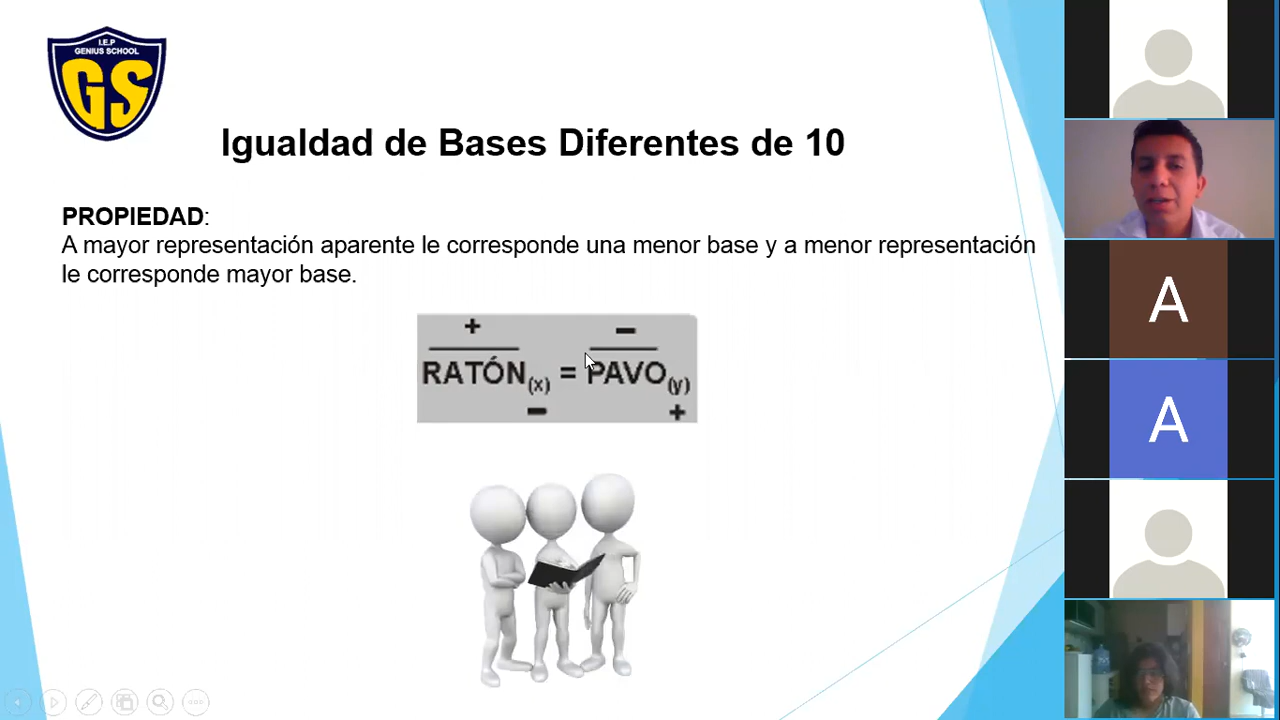 I.E.P
GENIUS SCHOOL
GS
Igualdad de Bases Diferentes de 10
PROPIEDAD:
A mayor representación aparente le corresponde una menor base y a menor representación
le corresponde mayor base.
+ −
RATÓN(x) = PAVO(y)
− +
A
A